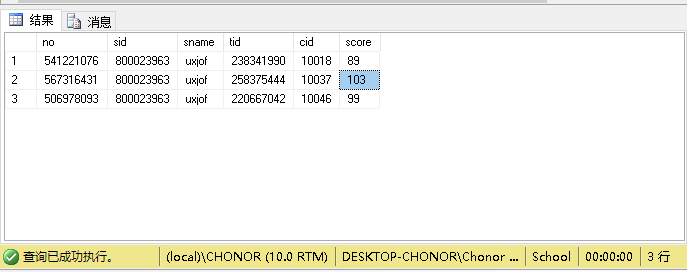 结果 消息
no sid sname tid cid score
1 541221076 800023963 uxjof 238341990 10018 89
2 567316431 800023963 uxjof 258375444 10037 103
3 506978093 800023963 uxjof 220667042 10046 99
查询已成功执行。 (local)\CHONOR (10.0 RTM) DESKTOP-CHONOR\Chonor ... School 00:00:00 3 行